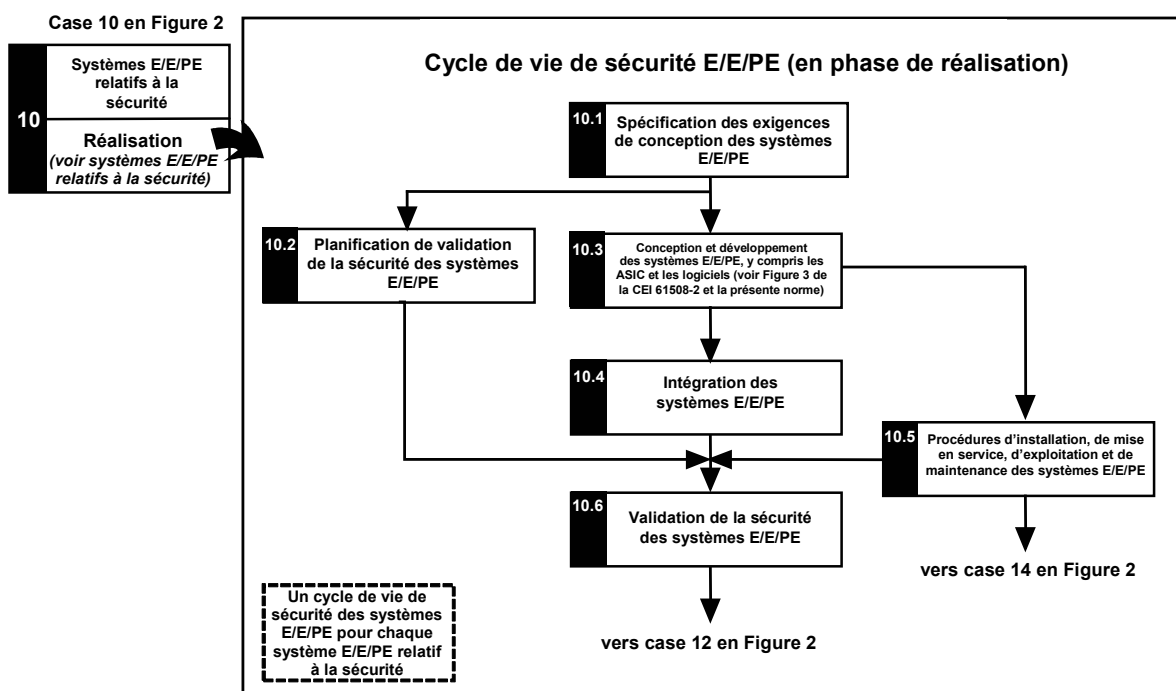 Case 10 en Figure 2
10
Systèmes E/E/PE
relatifs à la
sécurité
Réalisation
(voir systèmes E/E/PE
relatifs à la sécurité)
Cycle de vie de sécurité E/E/PE (en phase de réalisation)
10.1
Spécification des exigences
de conception des systèmes
E/E/PE
10.2
Planification de validation
de la sécurité des systèmes
E/E/PE
10.3
Conception et développement
des systèmes E/E/PE, y compris les
ASIC et les logiciels (voir Figure 3 de
la CEI 61508-2 et la présente norme)
10.4
Intégration des
systèmes E/E/PE
10.5
Procédures d'installation, de mise
en service, d'exploitation et de
maintenance des systèmes E/E/PE
10.6
Validation de la sécurité
des systèmes E/E/PE
vers case 14 en Figure 2
Un cycle de vie de
sécurité des systèmes
E/E/PE pour chaque
système E/E/PE relatif
à la sécurité
vers case 12 en Figure 2